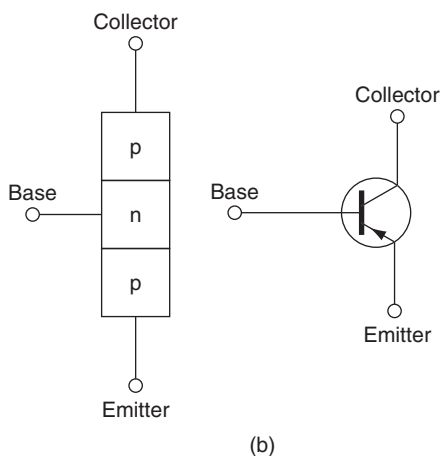 Collector
p
Base
n
p
Emitter
Collector
Base
Emitter
(b)